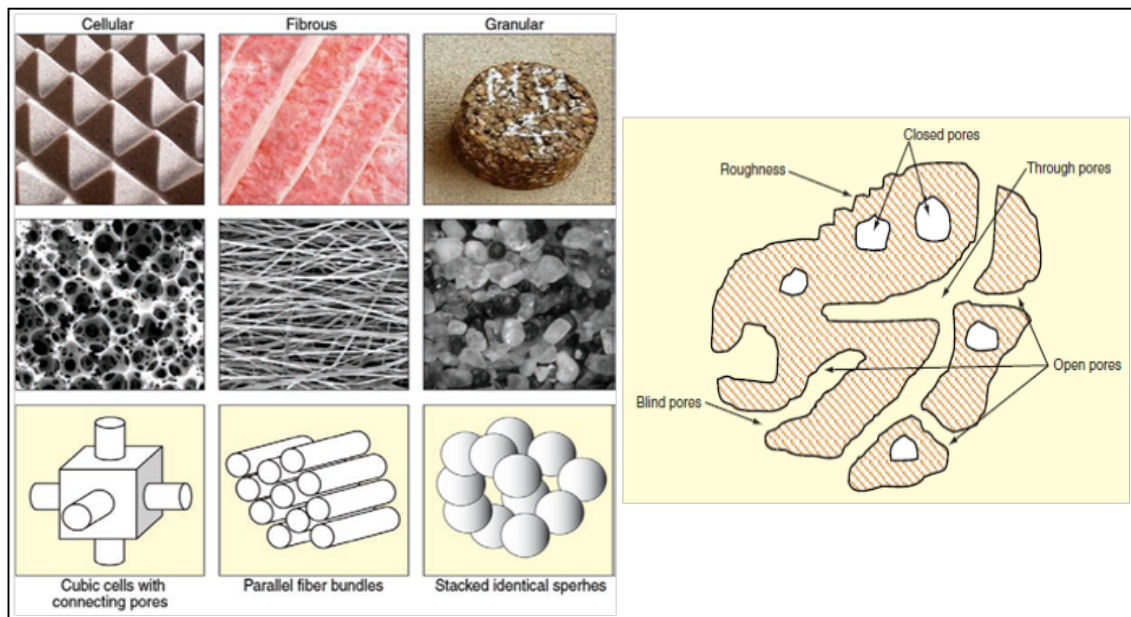 Cellular
Fibrous
Granular
Cubic cells with
connecting pores
Parallel fiber bundles
Stacked identical sperhes
Closed pores
Roughness
Through pores
Open pores
Blind pores